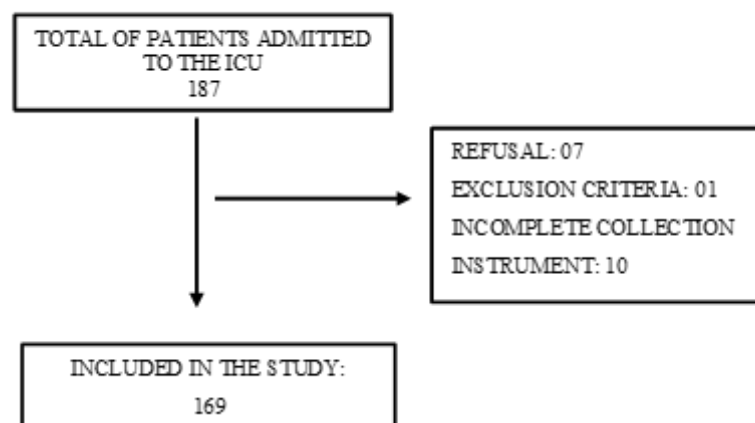 TOTAL OF PATIENTS ADMITTED
TO THE ICU
187
REFUSAL: 07
EXCLUSION CRITERIA: 01
INCOMPLETE COLLECTION
INSTRUMENT: 10
INCLUDED IN THE STUDY:
169